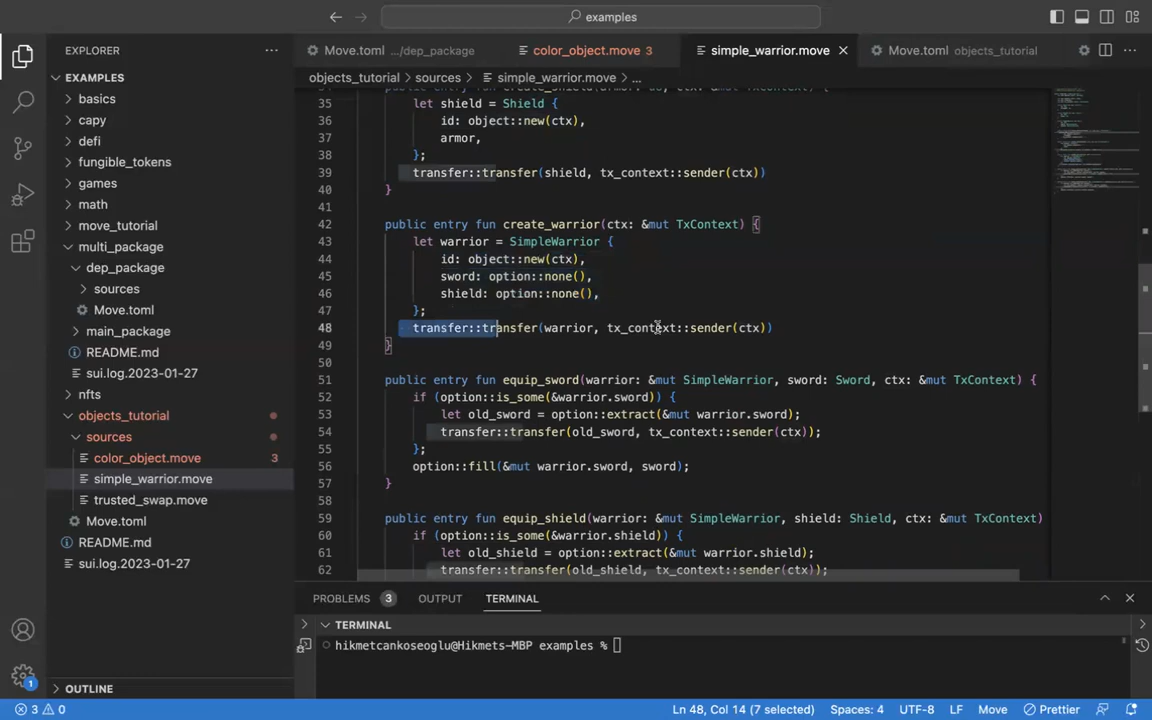 examples
EXPLORER
EXAMPLES
basics
capy
defi
fungible_tokens
games
math
move_tutorial
multi_package
dep_package
sources
Move.toml
main_package
README.md
sui.log.2023-01-27
nfts
objects_tutorial
sources
color_object.move 3
simple_warrior.move
trusted_swap.move
Move.toml
README.md
sui.log.2023-01-27
OUTLINE
Move.toml .../dep_package color_object.move 3 simple_warrior.move Move.toml objects_tutorial
objects_tutorial > sources > simple_warrior.move > ...
34 public entry fun create_shield(armor: u8, ctx: &mut TxContext) {
35 let shield = Shield {
36 id: object::new(ctx),
37 armor,
38 };
39 transfer::transfer(shield, tx_context::sender(ctx))
40 }
41
42 public entry fun create_warrior(ctx: &mut TxContext) {
43 let warrior = SimpleWarrior {
44 id: object::new(ctx),
45 sword: option::none(),
46 shield: option::none(),
47 };
48 transfer::transfer(warrior, tx_context::sender(ctx))
49 }
50
51 public entry fun equip_sword(warrior: &mut SimpleWarrior, sword: Sword, ctx: &mut TxContext) {
52 if (option::is_some(&warrior.sword)) {
53 let old_sword = option::extract(&mut warrior.sword);
54 transfer::transfer(old_sword, tx_context::sender(ctx));
55 };
56 option::fill(&mut warrior.sword, sword);
57 }
58
59 public entry fun equip_shield(warrior: &mut SimpleWarrior, shield: Shield, ctx: &mut TxContext)
60 if (option::is_some(&warrior.shield)) {
61 let old_shield = option::extract(&mut warrior.shield);
62 transfer::transfer(old_shield, tx_context::sender(ctx));
PROBLEMS 3 OUTPUT TERMINAL
TERMINAL
hikmetcankoseoglu@Hikmets-MBP examples %
1
3 0 Ln 48, Col 14 (7 selected) Spaces: 4 UTF-8 LF Move Prettier